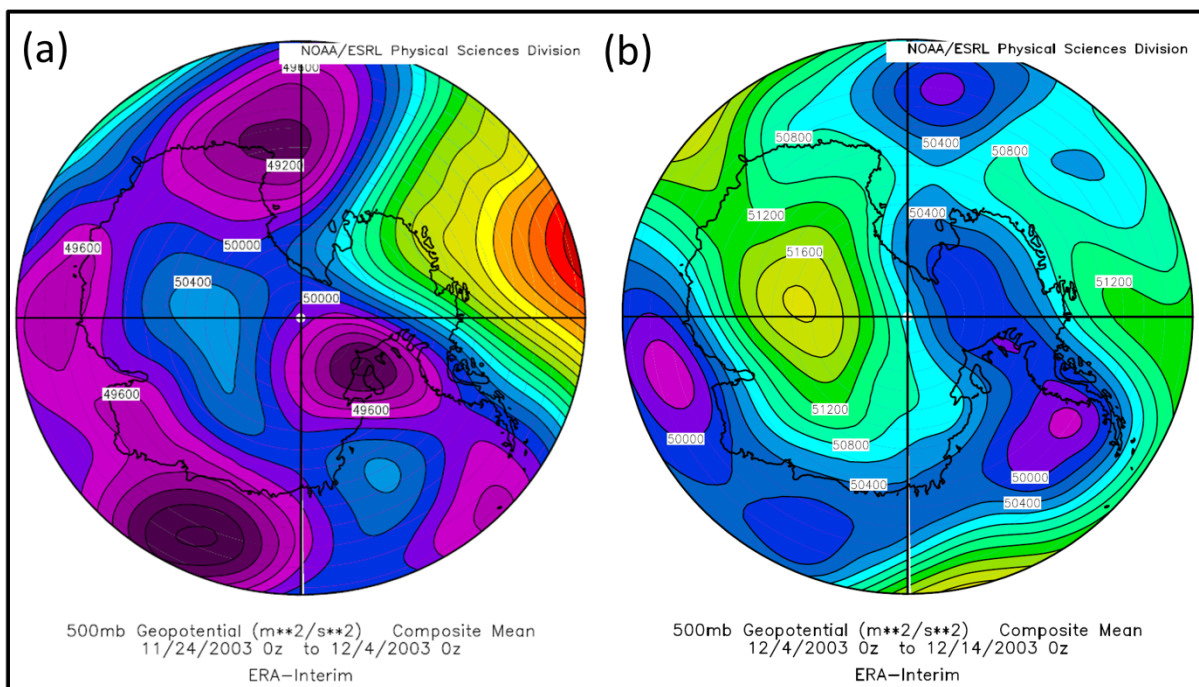 (a)
NOAA/ESRL Physical Sciences Division
49600
49200
50000
49600
50400
50000
49600
49600
500mb Geopotential (m**2/s**2) Composite Mean
11/24/2003 0z to 12/4/2003 0z
ERA-Interim
(b)
NOAA/ESRL Physical Sciences Division
50400
50800
50800
50400
51200
51600
51200
51200
50800
50000
50000
50400
50400
500mb Geopotential (m**2/s**2) Composite Mean
12/4/2003 0z to 12/14/2003 0z
ERA-Interim